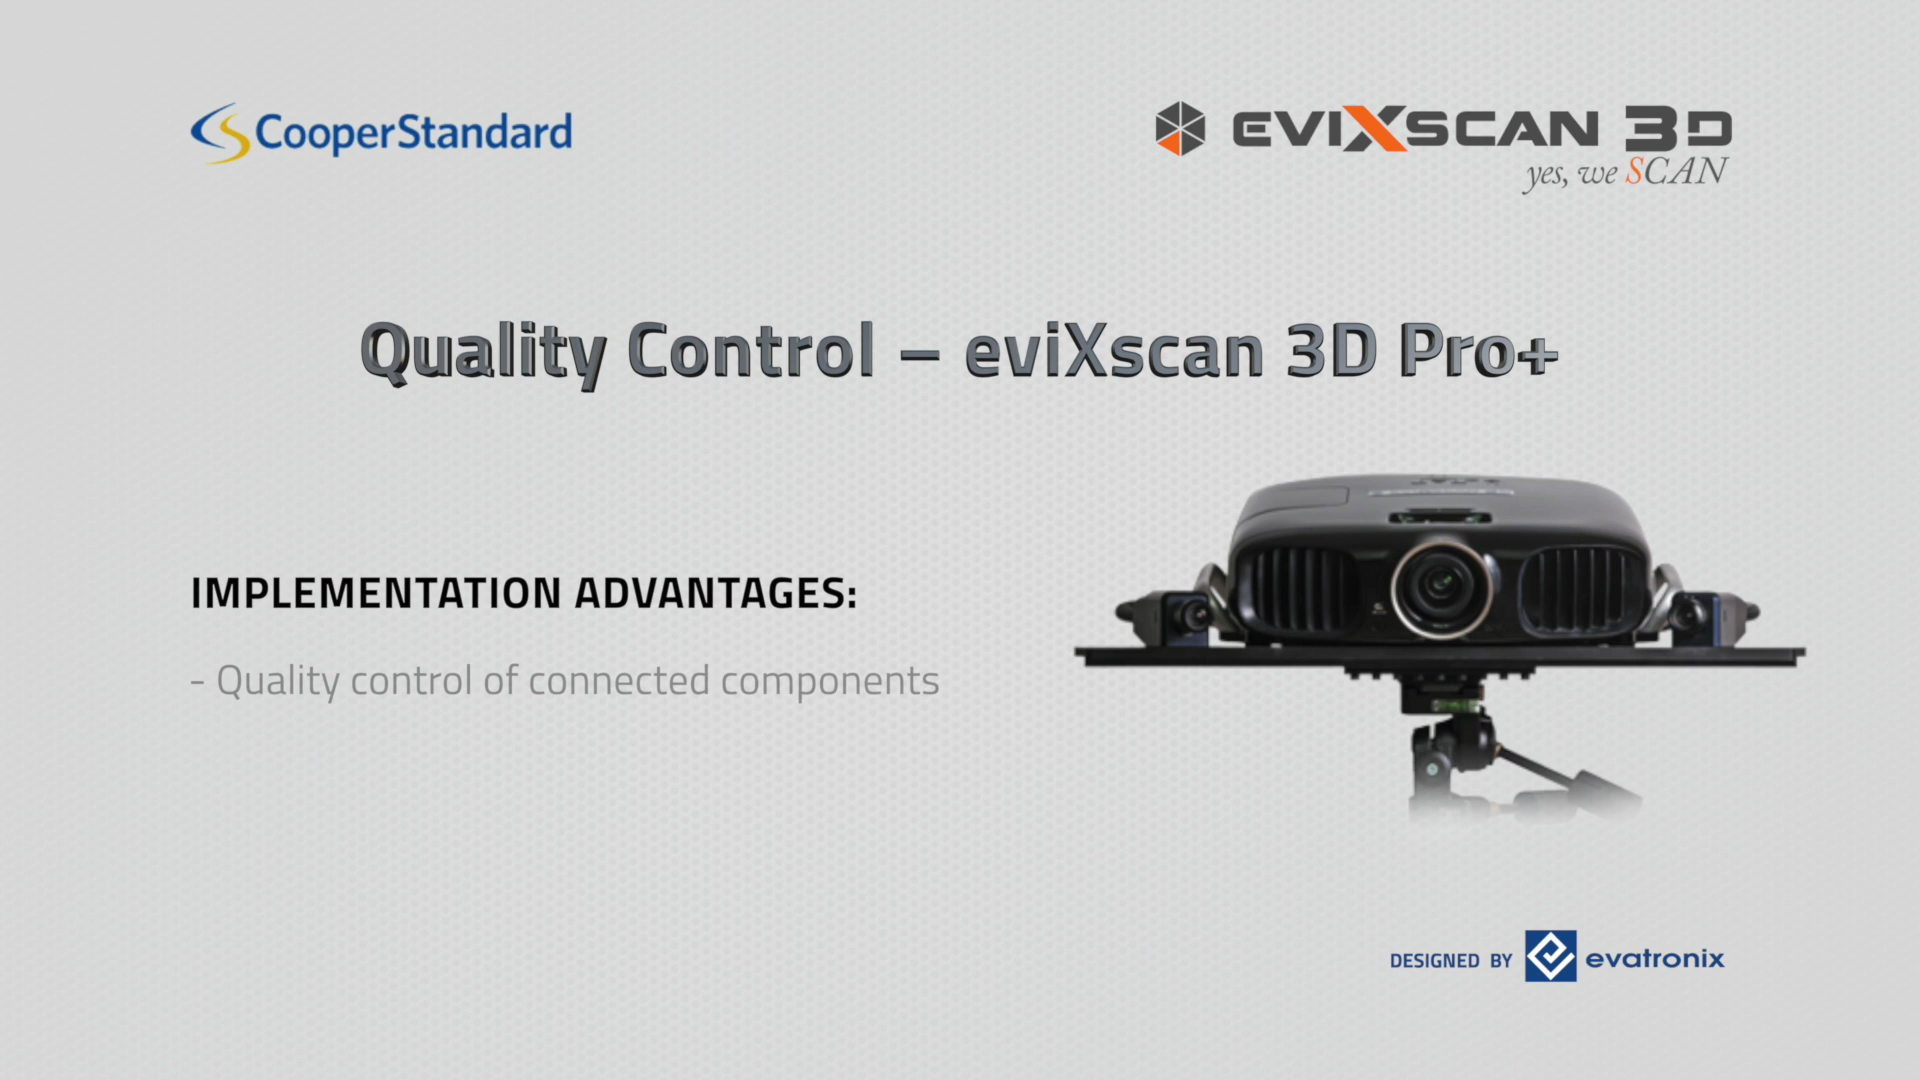 CooperStandard
EVIXSCAN 3D
yes, we SCAN
Quality Control – eviXscan 3D Pro+
IMPLEMENTATION ADVANTAGES:
- Quality control of connected components
DESIGNED BY evatronix